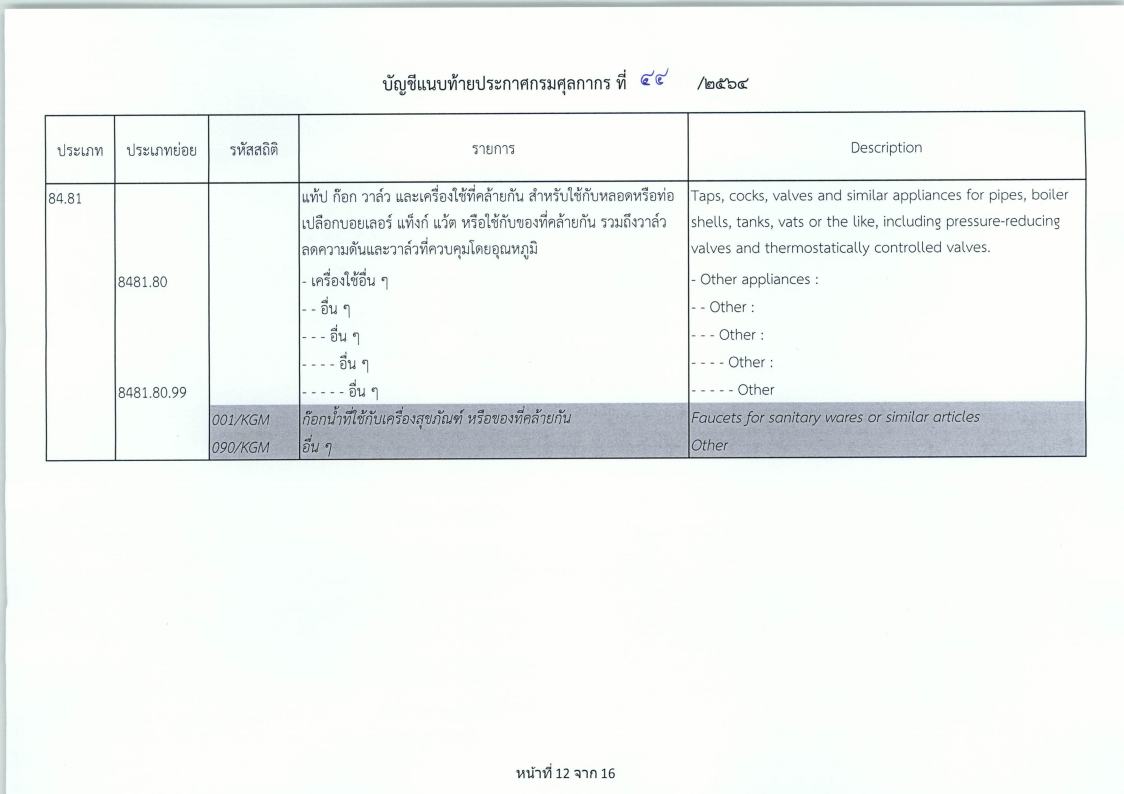 บัญชีแนบท้ายประกาศกรมศุลกากร ที่ ๔๔ /๒๕๖๔
ประเภท ประเภทย่อย รหัสสถิติ รายการ Description
84.81 แท้ป ก๊อก วาล์ว และเครื่องใช้ที่คล้ายกัน สำหรับใช้กับหลอดหรือท่อ Taps, cocks, valves and similar appliances for pipes, boiler
เปลือกบอยเลอร์ แท็งก์ แว้ต หรือใช้กับของที่คล้ายกัน รวมถึงวาล์ว shells, tanks, vats or the like, including pressure-reducing
ลดความดันและวาล์วที่ควบคุมโดยอุณหภูมิ valves and thermostatically controlled valves.
8481.80 - เครื่องใช้อื่น ๆ - Other appliances :
- - อื่น ๆ - - Other :
- - - อื่น ๆ - - - Other :
- - - - อื่น ๆ - - - - Other :
8481.80.99 - - - - - อื่น ๆ - - - - - Other
001/KGM ก๊อกน้ำที่ใช้กับเครื่องสุขภัณฑ์ หรือของที่คล้ายกัน Faucets for sanitary wares or similar articles
090/KGM อื่น ๆ Other
หน้าที่ 12 จาก 16